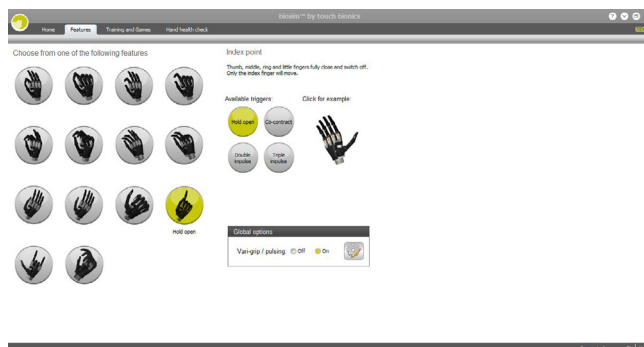 biosim™ by touch bionics
Home Features Training and Games Hand health check
Choose from one of the following features
Index point
Thumb, middle, ring and little fingers fully close and switch off.
Only the index finger will move.
Available triggers: Click for example:
Hold open Co-contract
Double impulse Triple impulse
Hold open
Global options
Vari-grip / pulsing: Off On